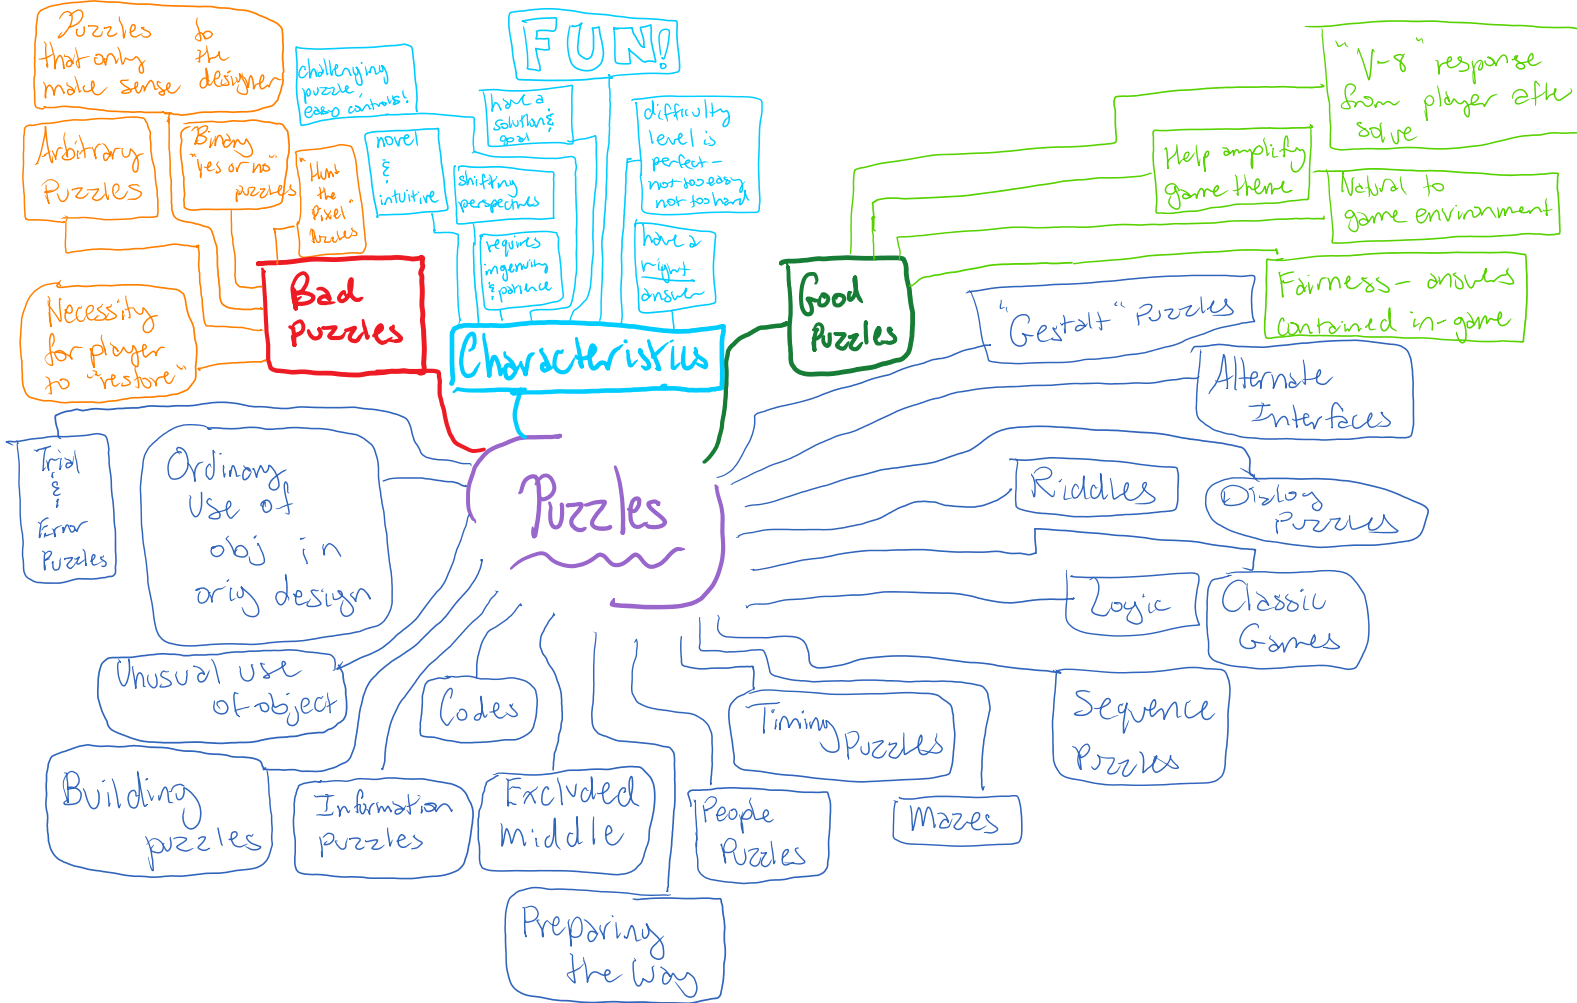 Puzzles to
that only the
make sense designer
Arbitrary
Puzzles
Binary
"yes or no"
puzzles
"Hunt
the
Pixel"
Puzzles
Necessity
for player
to "restore"
Bad
Puzzles
challenging
puzzle,
easy controls!
novel
&
intuitive
FUN!
have a
solution &
goal
shifting
perspectives
requires
ingenuity
& patience
difficulty
level is
perfect -
not too easy
not too hard
have a
right
answer
Characteristics
Good
Puzzles
"V-8" response
from player after
solve
Help amplify
game theme
Natural to
game environment
Fairness - answers
contained in-game
Puzzles
"Gestalt" Puzzles
Alternate
Interfaces
Riddles
Dialog
Puzzles
Logic
Classic
Games
Sequence
Puzzles
Trial
&
Error
Puzzles
Ordinary
Use of
obj in
orig design
Unusual use
of object
Building
puzzles
Information
puzzles
Codes
Excluded
Middle
Preparing
the Way
People
Puzzles
Timing
Puzzles
Mazes